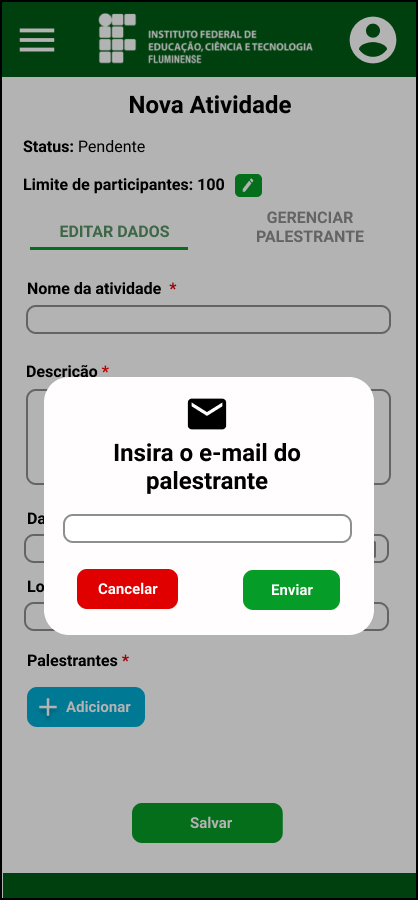 INSTITUTO FEDERAL DE
EDUCAÇÃO, CIÊNCIA E TECNOLOGIA
FLUMINENSE
Nova Atividade
Status: Pendente
Limite de participantes: 100
EDITAR DADOS
GERENCIAR
PALESTRANTE
Nome da atividade *
Descrição *
Insira o e-mail do
palestrante
Da
Cancelar
Enviar
Lo
Palestrantes *
Adicionar
Salvar